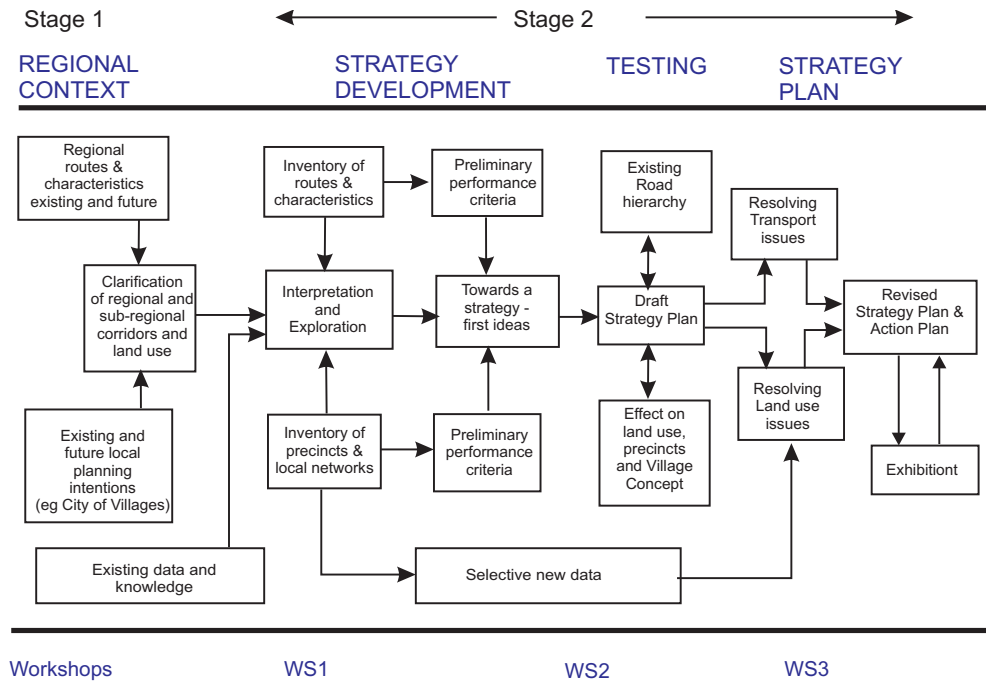 Stage 1
Stage 2
REGIONAL
CONTEXT
STRATEGY
DEVELOPMENT
TESTING
STRATEGY
PLAN
Regional
routes &
characteristics
existing and future
Inventory of
routes &
characteristics
Preliminary
performance
criteria
Existing
Road
hierarchy
Resolving
Transport
issues
Clarification
of regional and
sub-regional
corridors and
land use
Interpretation
and
Exploration
Towards a
strategy -
first ideas
Draft
Strategy Plan
Revised
Strategy Plan &
Action Plan
Existing and
future local
planning
intentions
(eg City of Villages)
Inventory of
precincts &
local networks
Preliminary
performance
criteria
Effect on
land use,
precincts
and Village
Concept
Resolving
Land use
issues
Exhibitiont
Existing data and
knowledge
Selective new data
Workshops
WS1
WS2
WS3